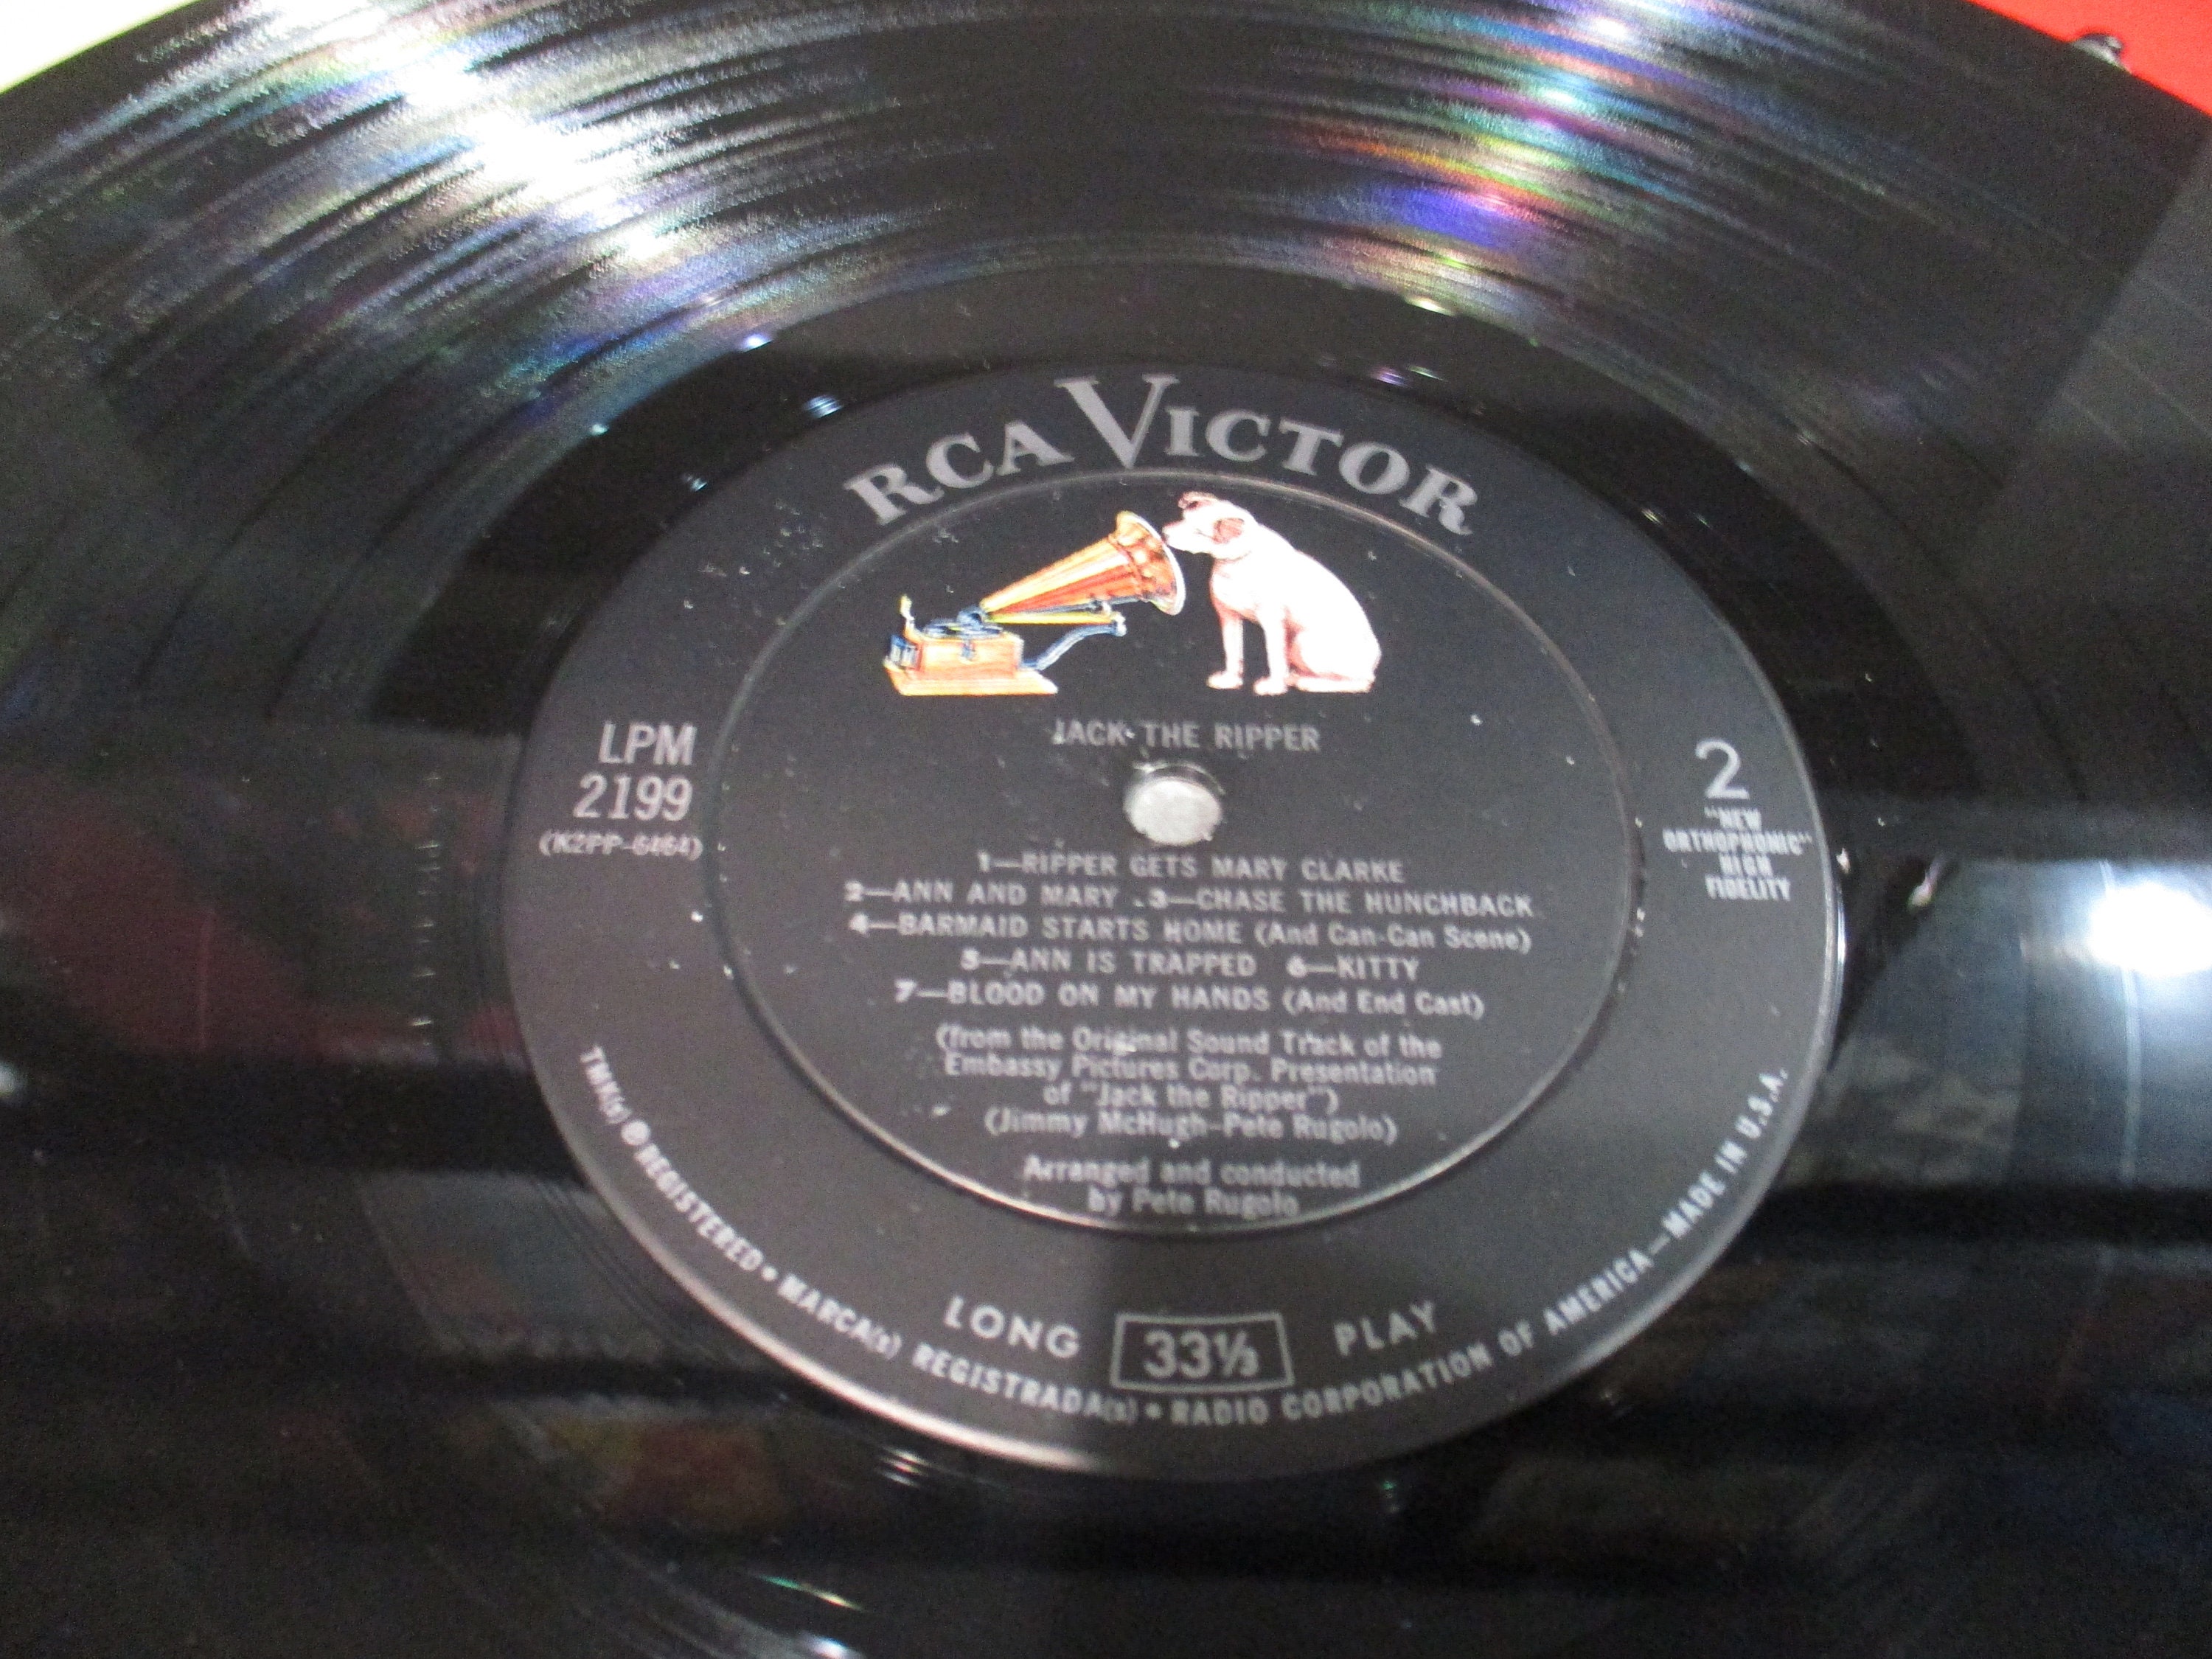 RCA VICTOR
JACK THE RIPPER
LPM
2199
(K2PP-6464)
2
"NEW
ORTHOPHONIC"
HIGH
FIDELITY
1—RIPPER GETS MARY CLARKE
2—ANN AND MARY 3—CHASE THE HUNCHBACK
4—BARMAID STARTS HOME (And Can-Can Scene)
5—ANN IS TRAPPED 6—KITTY
7—BLOOD ON MY HANDS (And End Cast)
(from the Original Sound Track of the
Embassy Pictures Corp. Presentation
of "Jack the Ripper")
(Jimmy McHugh-Pete Rugolo)
Arranged and conducted
by Pete Rugolo
LONG 33⅓ PLAY
TMK(s) ® REGISTERED • MARCA(s) REGISTRADA(s) • RADIO CORPORATION OF AMERICA—MADE IN U.S.A.